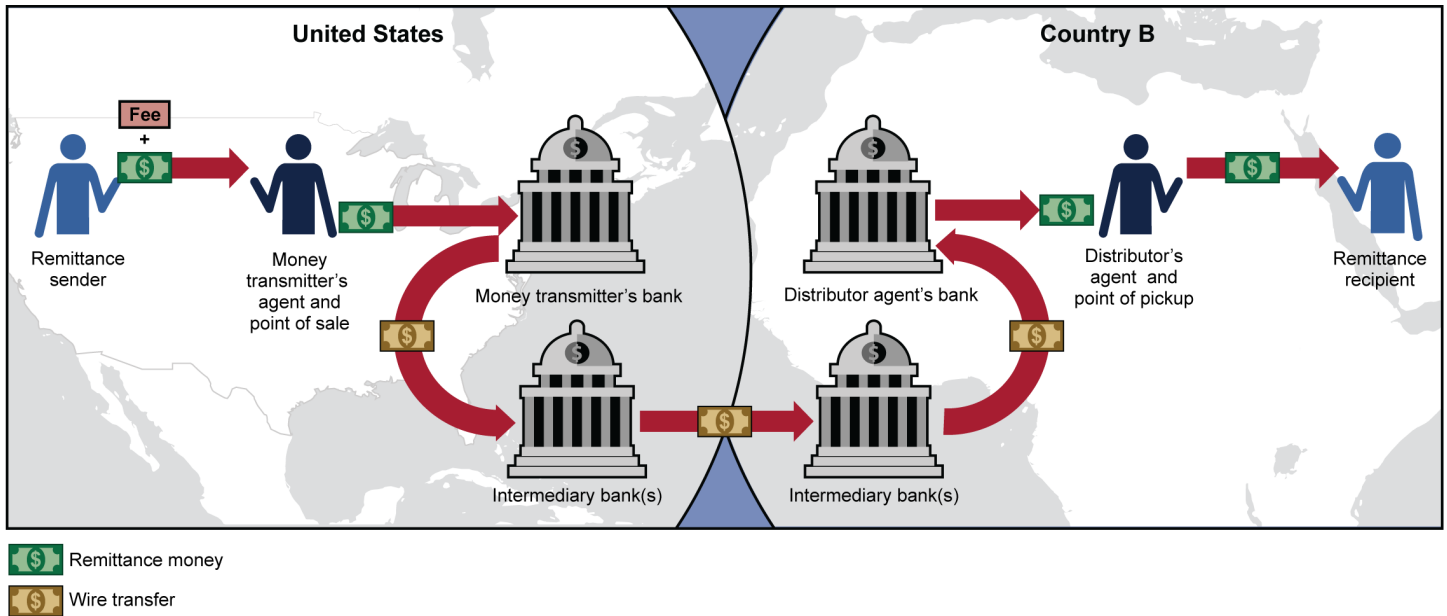 United States
Country B
Fee
+
$
$
$
$
$
$
$
$
$
$
$
Remittance
sender
Money
transmitter's
agent and
point of sale
Money transmitter's bank
Distributor agent's bank
Distributor's
agent and
point of pickup
Remittance
recipient
Intermediary bank(s)
Intermediary bank(s)
$ Remittance money
$ Wire transfer